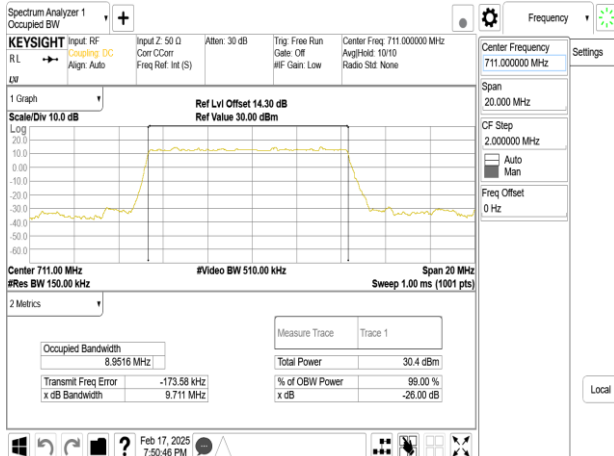 Spectrum Analyzer 1
Occupied BW
+
Frequency
KEYSIGHT
RL
LXI
Input: RF
Coupling: DC
Align: Auto
Input Z: 50 Ω
Corr CCorr
Freq Ref: Int (S)
Atten: 30 dB
Trig: Free Run
Gate: Off
#IF Gain: Low
Center Freq: 711.000000 MHz
Avg|Hold: 10/10
Radio Std: None
Center Frequency
711.000000 MHz
Settings
Span
20.000 MHz
CF Step
2.000000 MHz
Auto
Man
Freq Offset
0 Hz
1 Graph
Scale/Div 10.0 dB
Ref Lvl Offset 14.30 dB
Ref Value 30.00 dBm
Log
20.0
10.0
0.00
-10.0
-20.0
-30.0
-40.0
-50.0
-60.0
Center 711.00 MHz
#Video BW 510.00 kHz
Span 20 MHz
#Res BW 150.00 kHz
Sweep 1.00 ms (1001 pts)
2 Metrics
Measure Trace
Trace 1
Occupied Bandwidth
8.9516 MHz
Total Power
30.4 dBm
Transmit Freq Error
-173.58 kHz
% of OBW Power
99.00 %
x dB Bandwidth
9.711 MHz
x dB
-26.00 dB
Local
?
Feb 17, 2025
7:50:46 PM